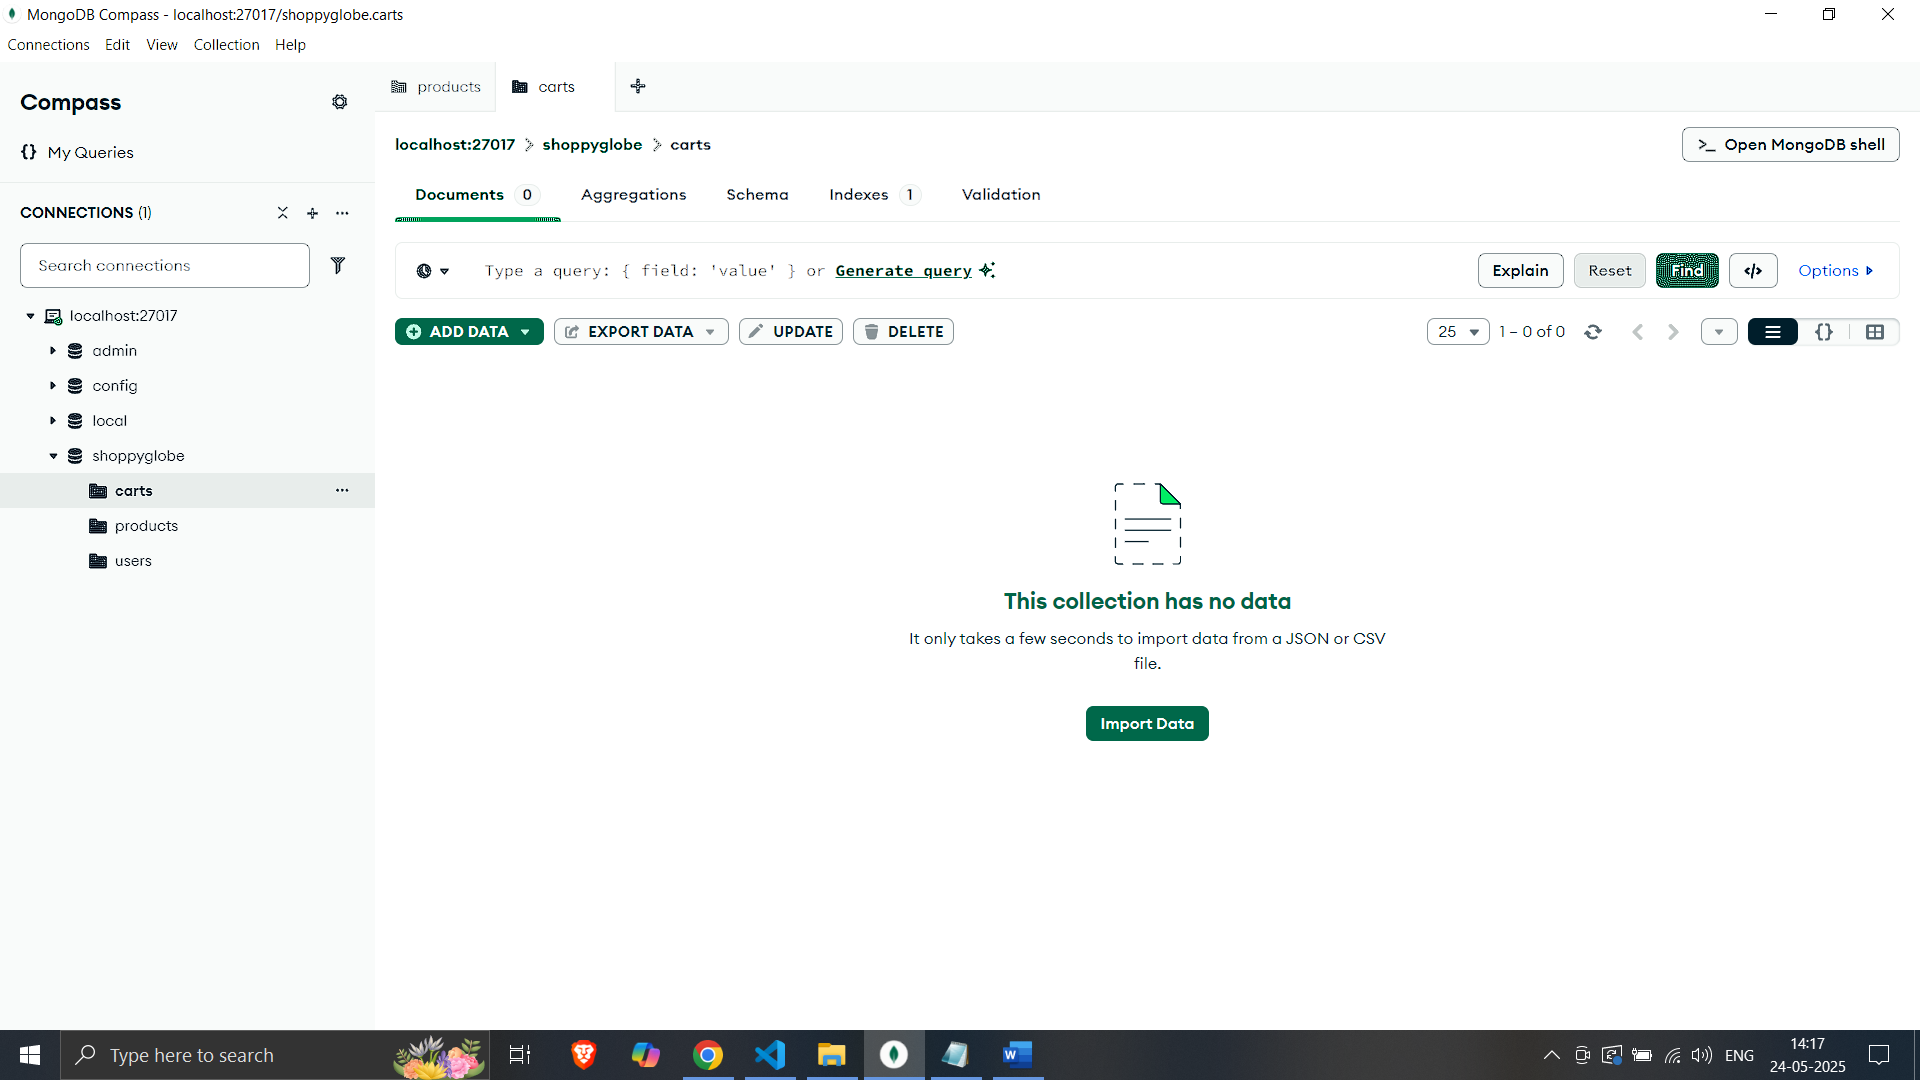 MongoDB Compass - localhost:27017/shoppyglobe.carts
Connections Edit View Collection Help
Compass
{} My Queries
CONNECTIONS (1)
Search connections
localhost:27017
admin
config
local
shoppyglobe
carts
products
users
products carts
localhost:27017 > shoppyglobe > carts
>_ Open MongoDB shell
Documents 0 Aggregations Schema Indexes 1 Validation
Type a query: { field: 'value' } or Generate query
Explain Reset Find </> Options
ADD DATA EXPORT DATA UPDATE DELETE
25 1 – 0 of 0 {}
This collection has no data
It only takes a few seconds to import data from a JSON or CSV
file.
Import Data
Type here to search
ENG
14:17
24-05-2025